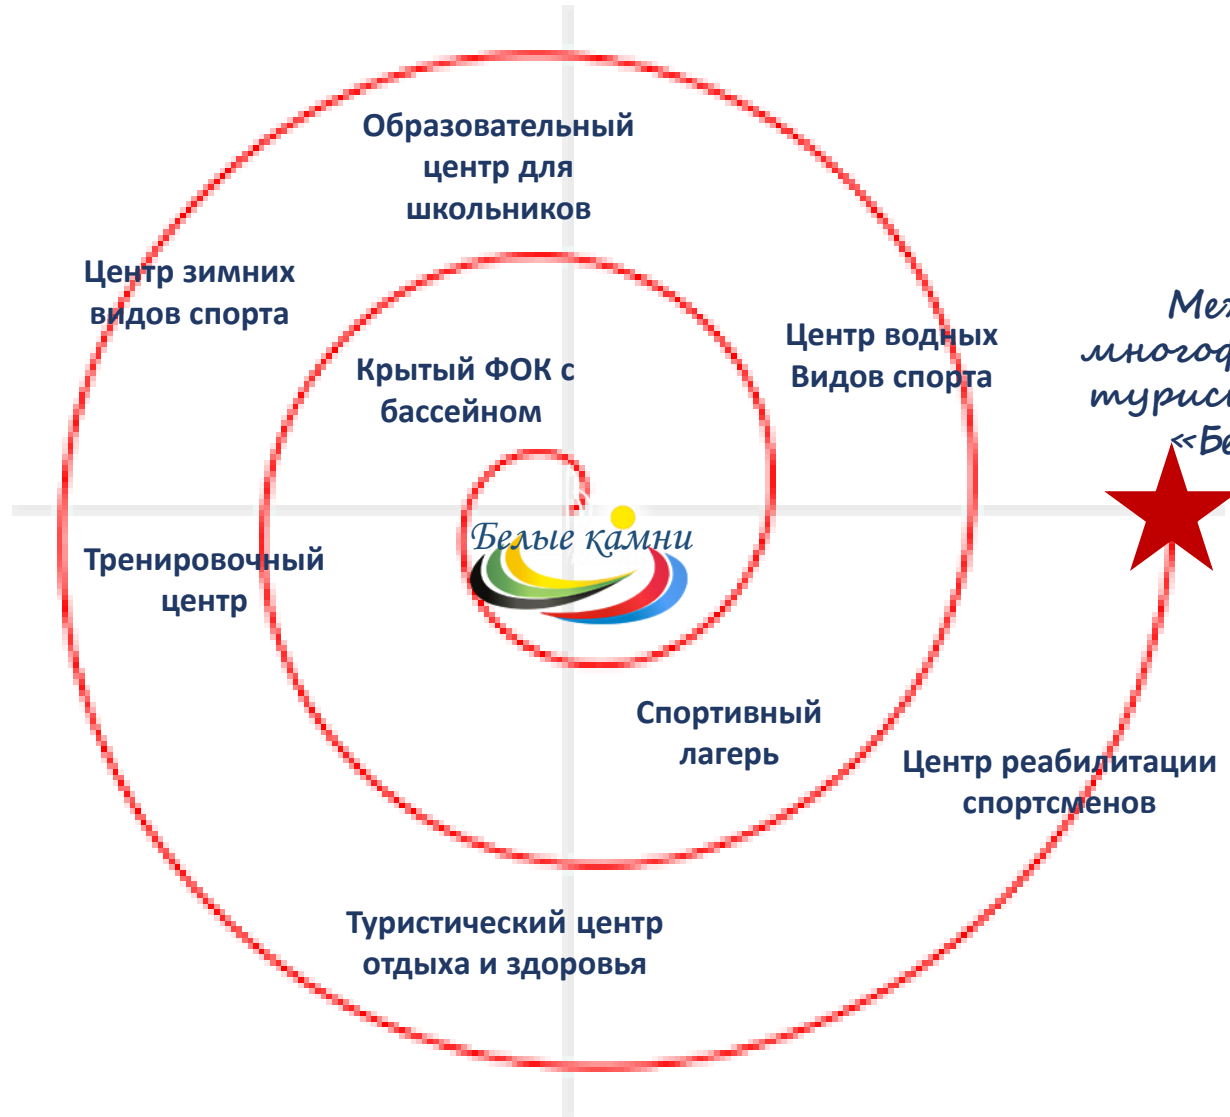 Образовательный
центр для
школьников
Центр зимних
видов спорта
Центр водных
Видов спорта
Крытый ФОК с
бассейном
Белые камни
Тренировочный
центр
Спортивный
лагерь
Центр реабилитации
спортсменов
Туристический центр
отдыха и здоровья